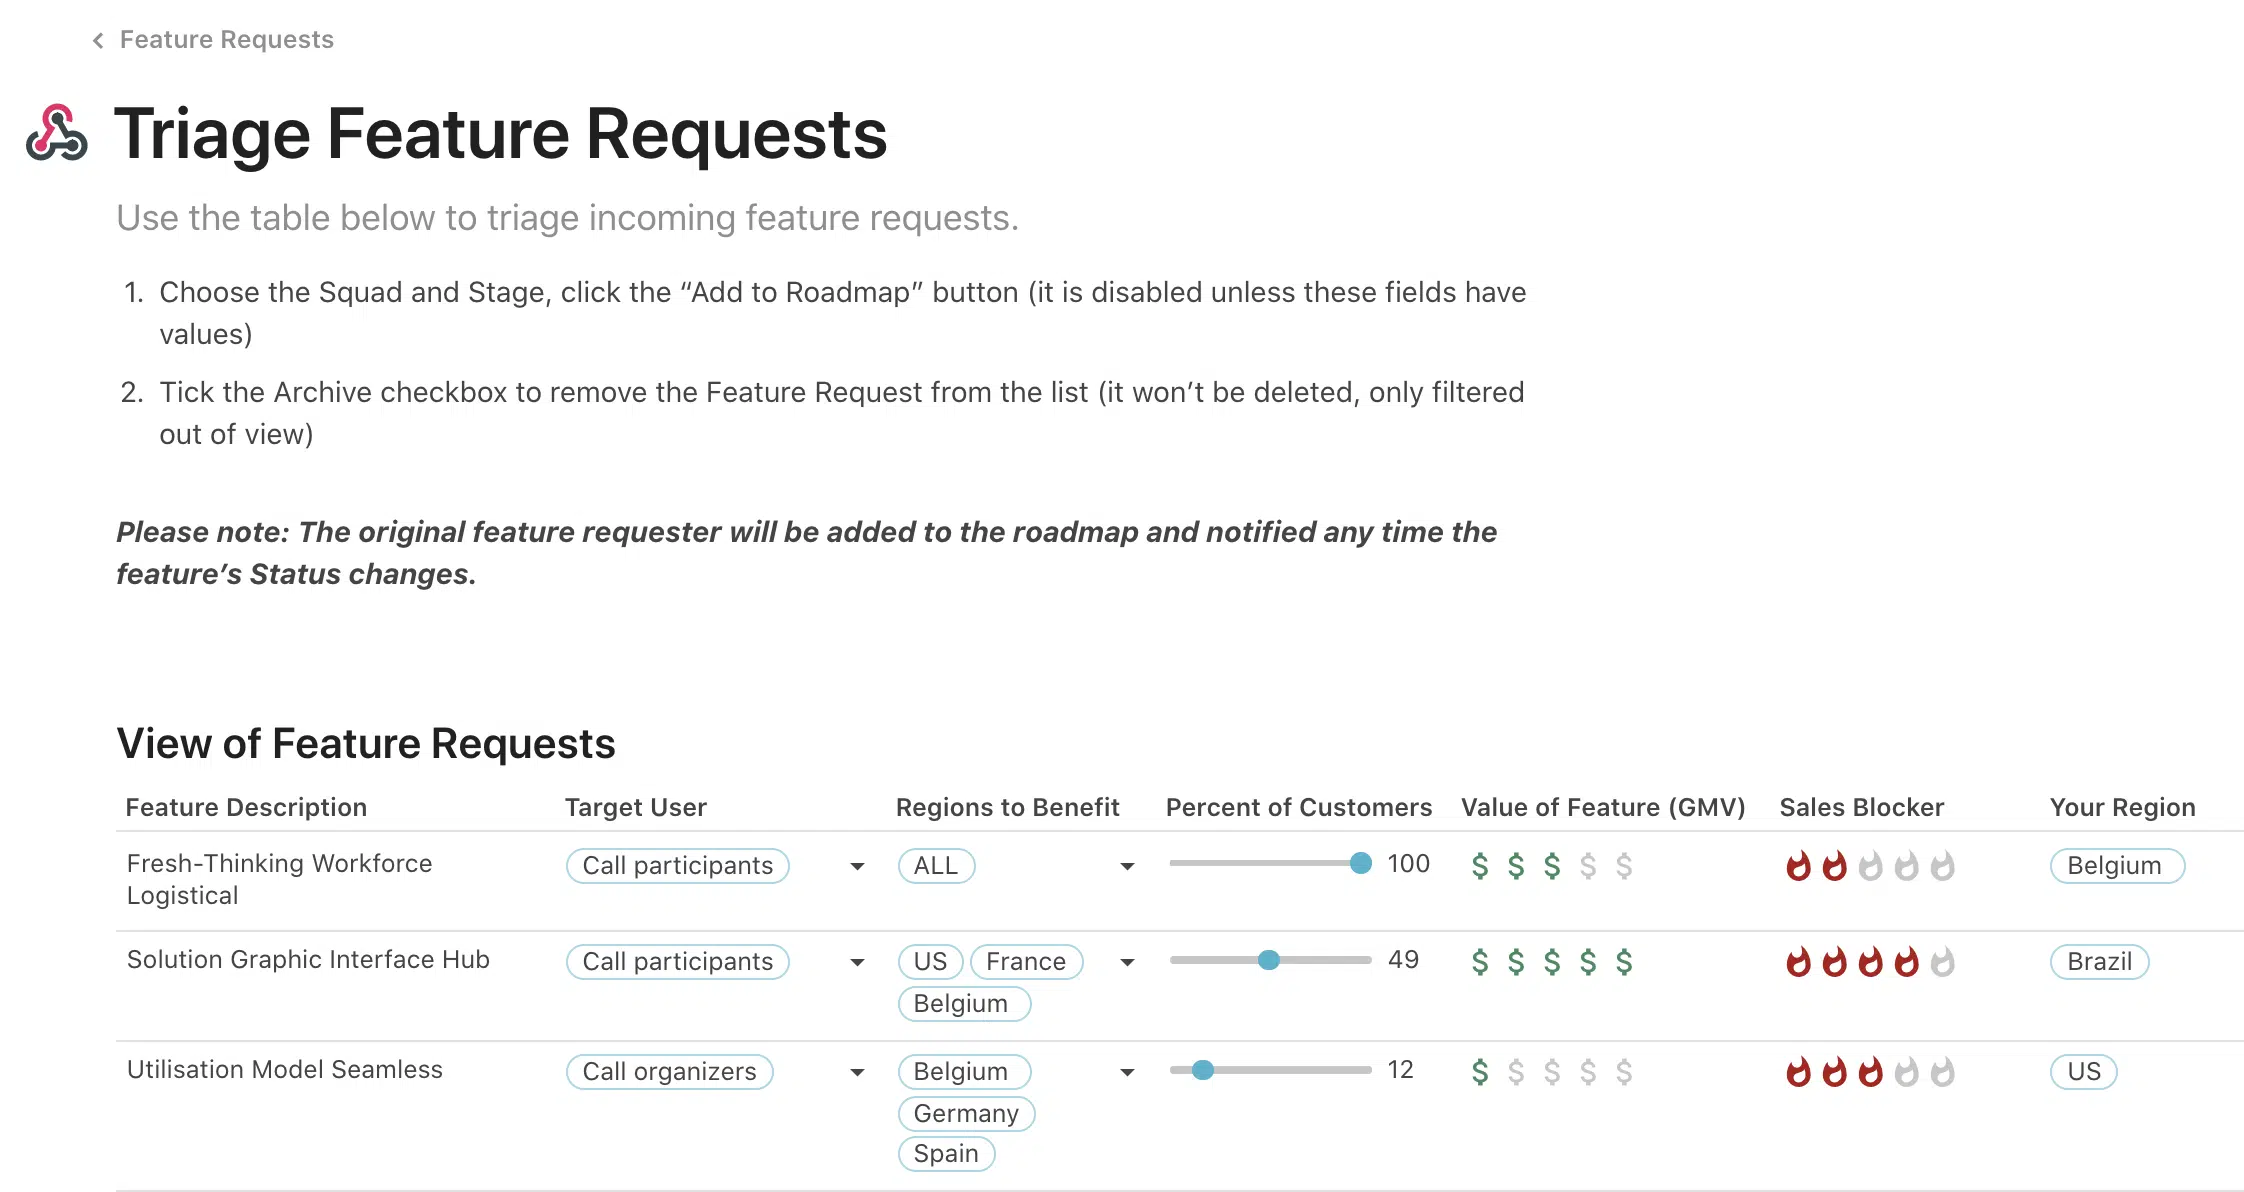 Feature Requests
Triage Feature Requests
Use the table below to triage incoming feature requests.
1. Choose the Squad and Stage, click the “Add to Roadmap” button (it is disabled unless these fields have
values)
2. Tick the Archive checkbox to remove the Feature Request from the list (it won’t be deleted, only filtered
out of view)
Please note: The original feature requester will be added to the roadmap and notified any time the
feature’s Status changes.
View of Feature Requests
Feature Description Target User Regions to Benefit Percent of Customers Value of Feature (GMV) Sales Blocker Your Region
Fresh-Thinking Workforce Call participants ALL 100 $ $ $ $ $ Belgium
Logistical
Solution Graphic Interface Hub Call participants US France 49 $ $ $ $ $ Brazil
Belgium
Utilisation Model Seamless Call organizers Belgium 12 $ $ $ $ $ US
Germany
Spain